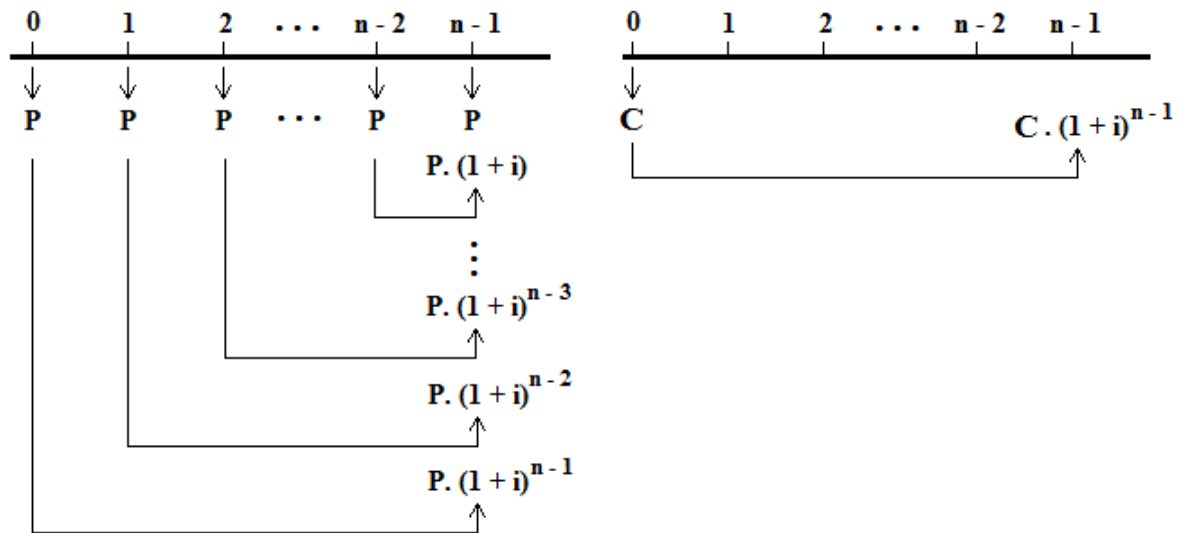 0 1 2 ... n - 2 n - 1
P P P ... P P
P. (1 + i)
⋮
P. (1 + i)^{n - 3}
P. (1 + i)^{n - 2}
P. (1 + i)^{n - 1}
0 1 2 ... n - 2 n - 1
C
C . (1 + i)^{n - 1}